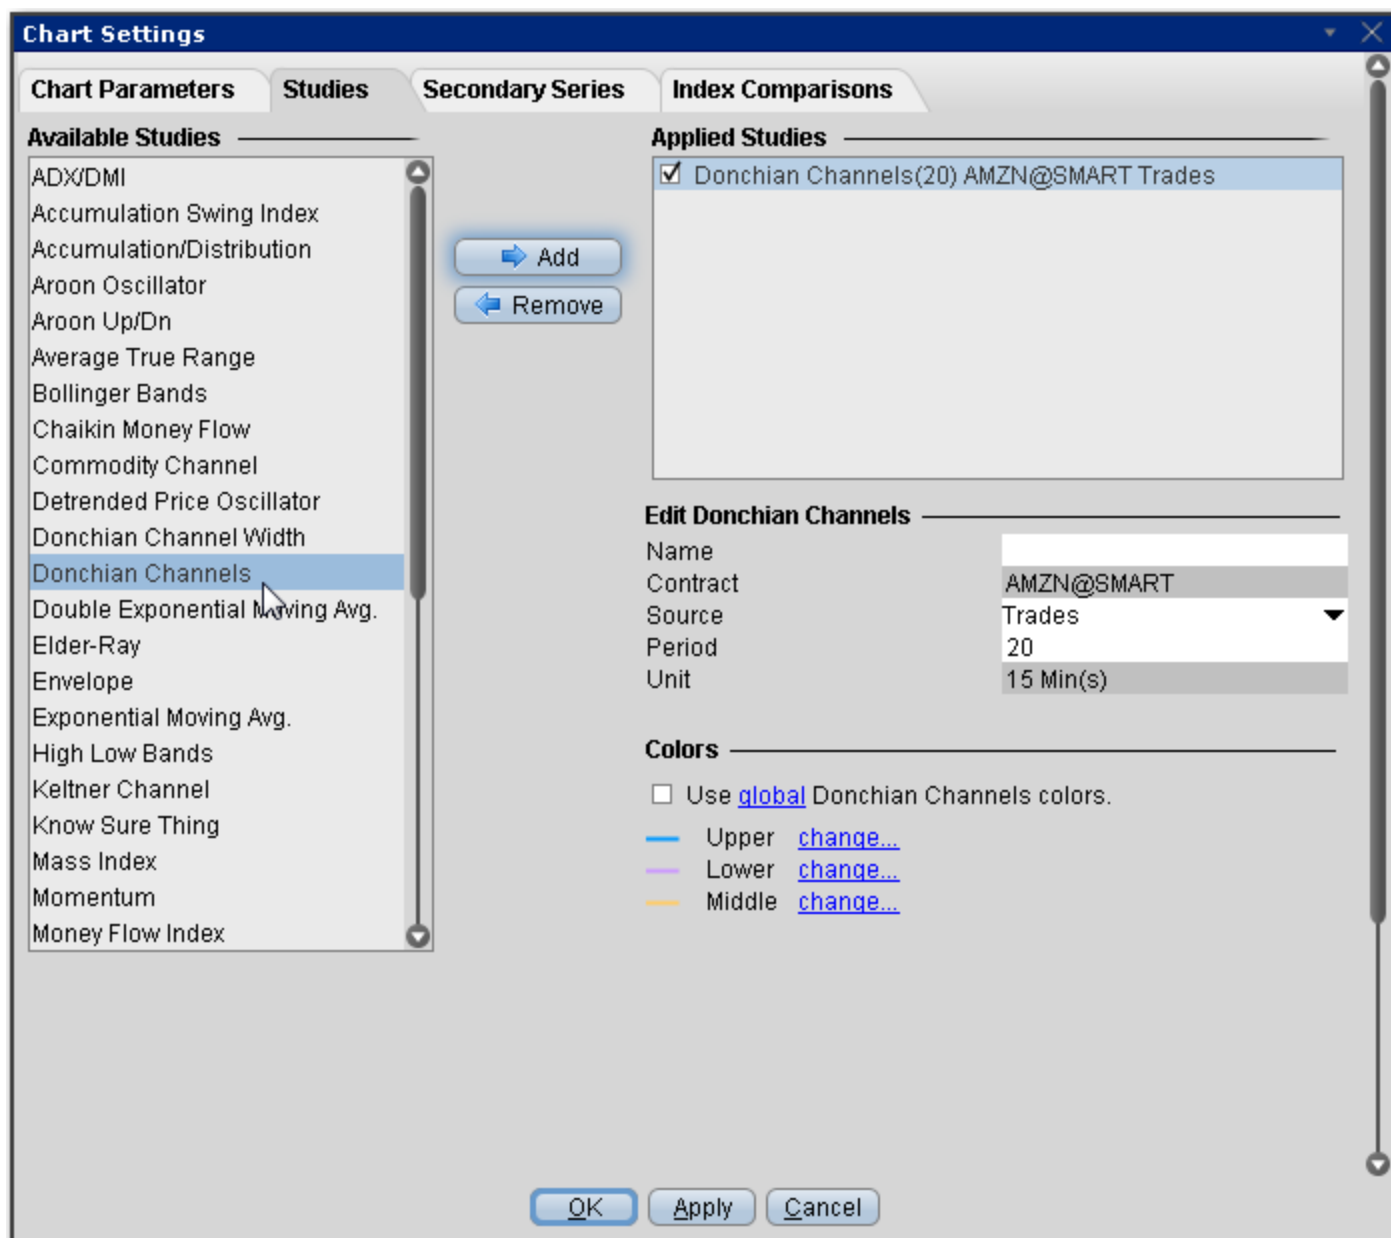 Chart Settings
Chart Parameters
Studies
Secondary Series
Index Comparisons
Available Studies
ADX/DMI
Accumulation Swing Index
Accumulation/Distribution
Aroon Oscillator
Aroon Up/Dn
Average True Range
Bollinger Bands
Chaikin Money Flow
Commodity Channel
Detrended Price Oscillator
Donchian Channel Width
Donchian Channels
Double Exponential Moving Avg.
Elder-Ray
Envelope
Exponential Moving Avg.
High Low Bands
Keltner Channel
Know Sure Thing
Mass Index
Momentum
Money Flow Index
Add
Remove
Applied Studies
Donchian Channels(20) AMZN@SMART Trades
Edit Donchian Channels
Name
Contract AMZN@SMART
Source Trades
Period 20
Unit 15 Min(s)
Colors
Use global Donchian Channels colors.
Upper change...
Lower change...
Middle change...
OK
Apply
Cancel